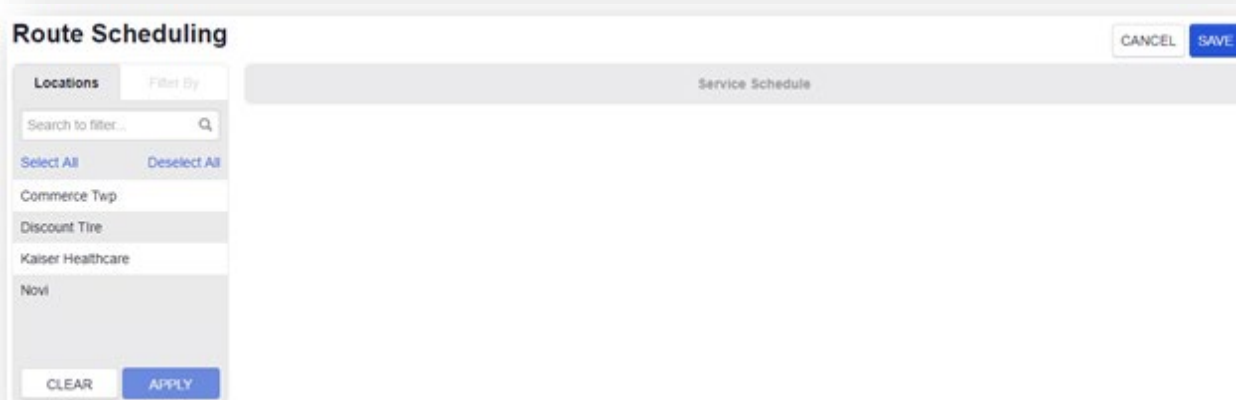 Route Scheduling
CANCEL SAVE
Locations Filter By
Service Schedule
Search to filter...
Select All Deselect All
Commerce Twp
Discount TIre
Kaiser Healthcare
Novi
CLEAR APPLY